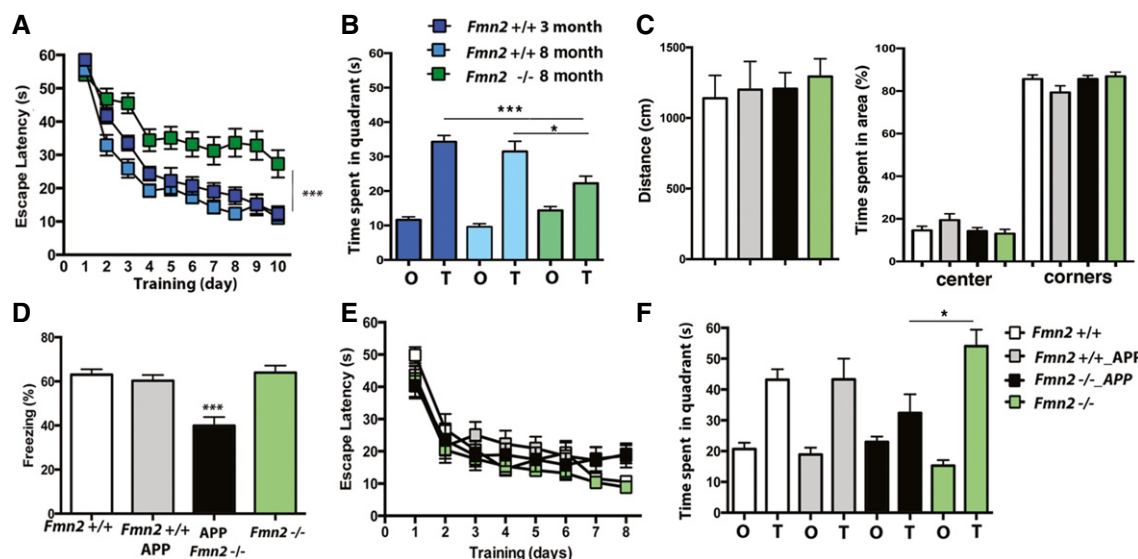 A
Escape Latency (s)
60
50
40
30
20
10
0
0 1 2 3 4 5 6 7 8 9 10
Training (day)
***
B
Fmn2 +/+ 3 month
Fmn2 +/+ 8 month
Fmn2 -/- 8 month
Time spent in quadrant (s)
60
50
40
30
20
10
0
***
*
O T O T O T
C
Distance (cm)
1500
1000
500
0
Time spent in area (%)
100
80
60
40
20
0
center corners
D
Freezing (%)
80
60
40
20
0
***
Fmn2 +/+
Fmn2 +/+
APP
APP
Fmn2 -/-
Fmn2 -/-
E
Escape Latency (s)
60
50
40
30
20
10
0
0 1 2 3 4 5 6 7 8
Training (days)
F
Time spent in quadrant (s)
60
40
20
0
*
O T O T O T O T
Fmn2 +/+
Fmn2 +/+_APP
Fmn2 -/-_APP
Fmn2 -/-